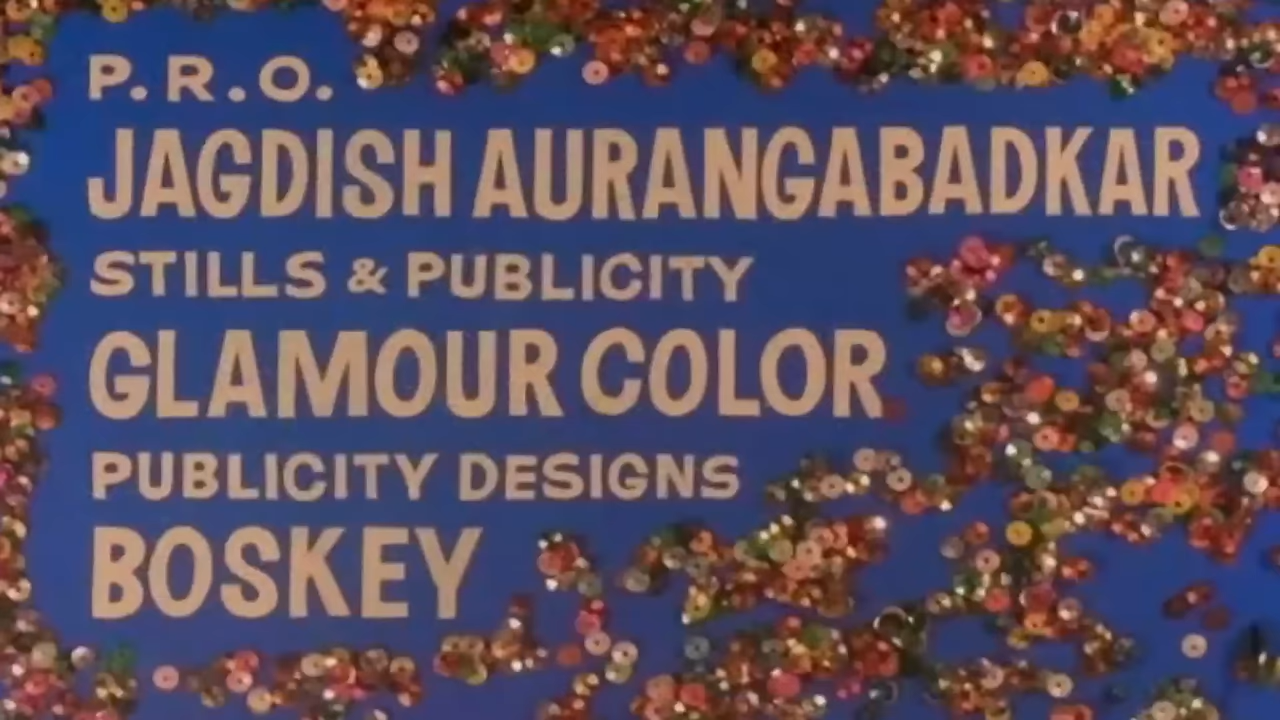 P.R.O.
JAGDISH AURANGABADKAR
STILLS & PUBLICITY
GLAMOUR COLOR
PUBLICITY DESIGNS
BOSKEY